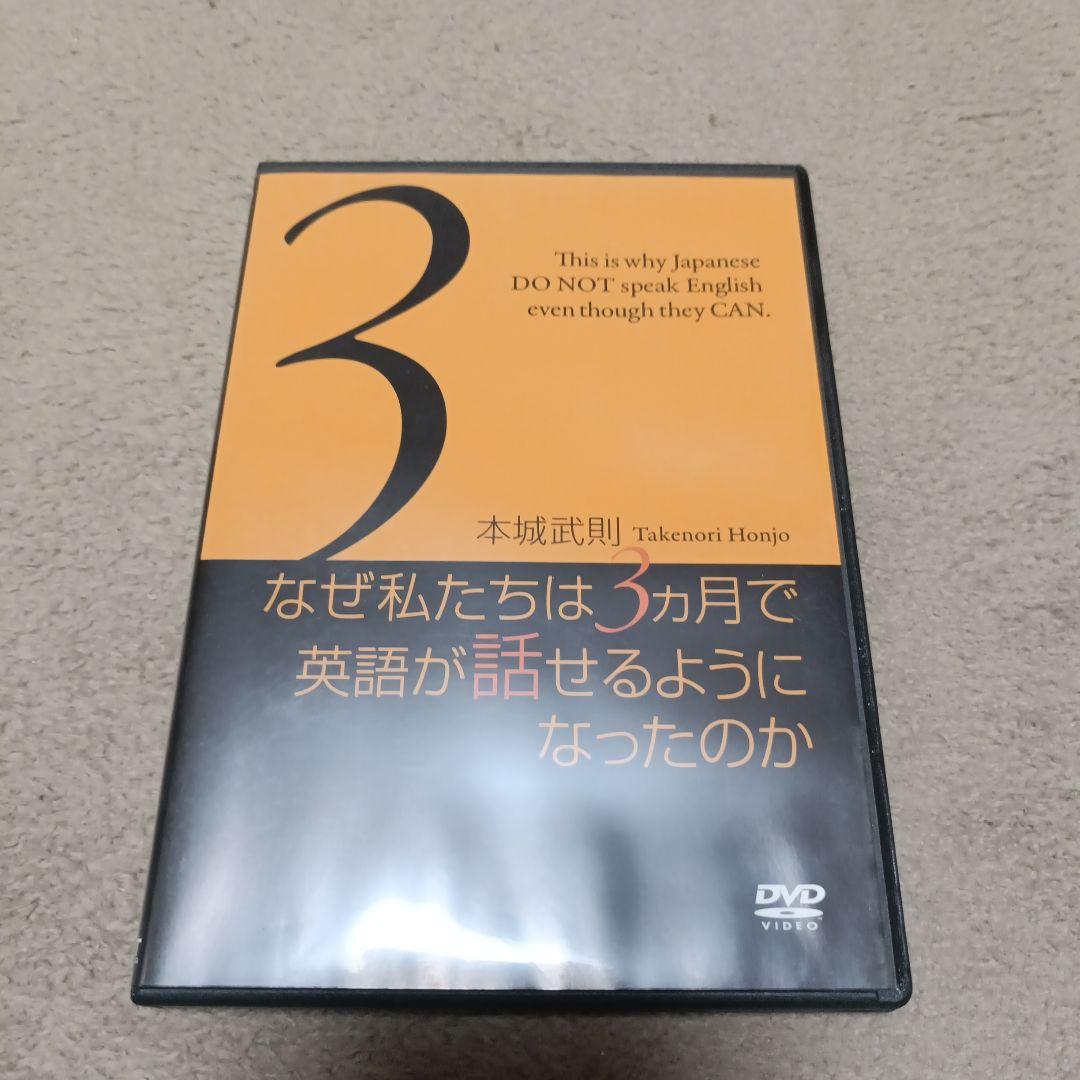 3
This is why Japanese
DO NOT speak English
even though they CAN.
本城武則 Takenori Honjo
なぜ私たちは3ヵ月で
英語が話せるように
なったのか
DVD
VIDEO